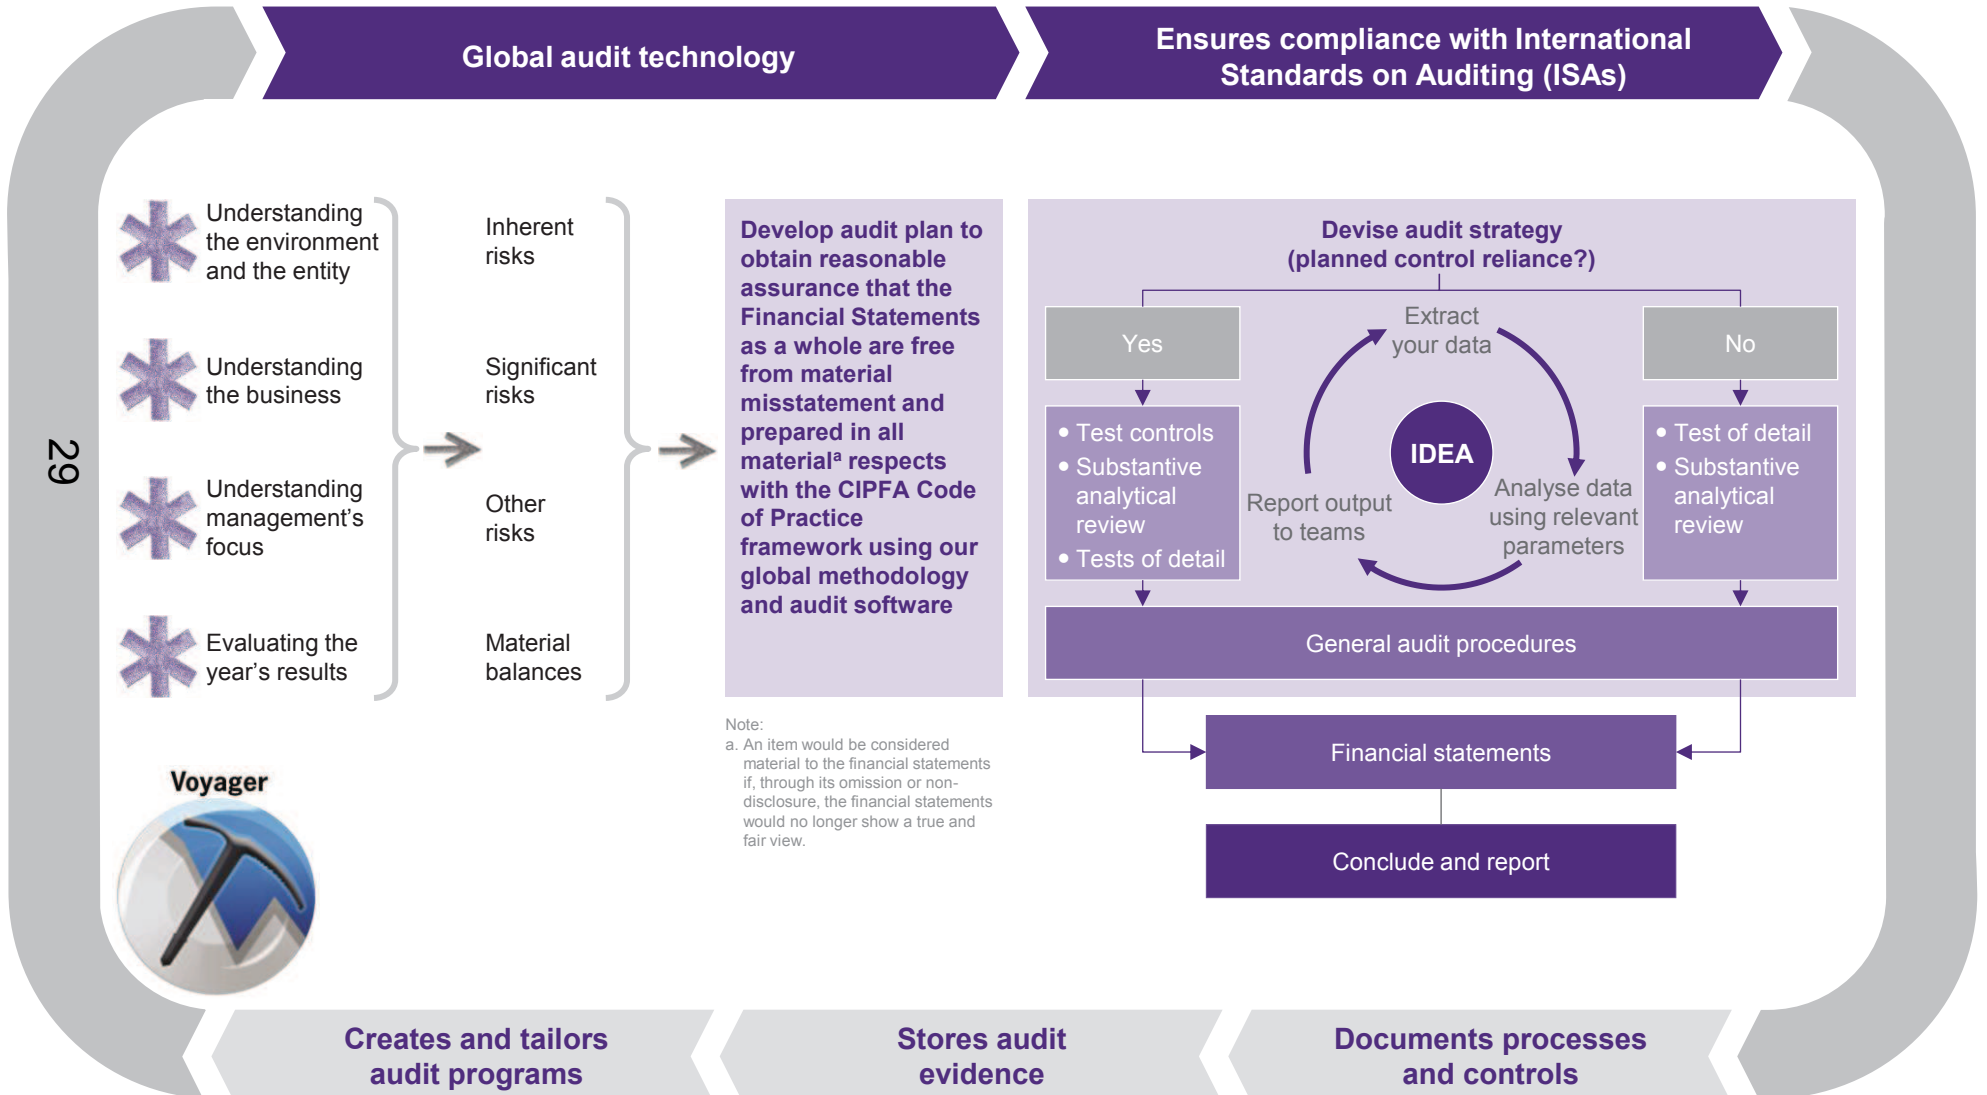 Global audit technology
Ensures compliance with International
Standards on Auditing (ISAs)
29
Understanding
the environment
and the entity
Understanding
the business
Understanding
management's
focus
Evaluating the
year's results
Inherent
risks
Significant
risks
Other
risks
Material
balances
Develop audit plan to
obtain reasonable
assurance that the
Financial Statements
as a whole are free
from material
misstatement and
prepared in all
materialᵃ respects
with the CIPFA Code
of Practice
framework using our
global methodology
and audit software
Note:
a. An item would be considered
material to the financial statements
if, through its omission or non-
disclosure, the financial statements
would no longer show a true and
fair view.
Devise audit strategy
(planned control reliance?)
Yes
• Test controls
• Substantive
analytical
review
• Tests of detail
Extract
your data
IDEA
Analyse data
using relevant
parameters
Report output
to teams
No
• Test of detail
• Substantive
analytical
review
General audit procedures
Financial statements
Conclude and report
Voyager
Creates and tailors
audit programs
Stores audit
evidence
Documents processes
and controls